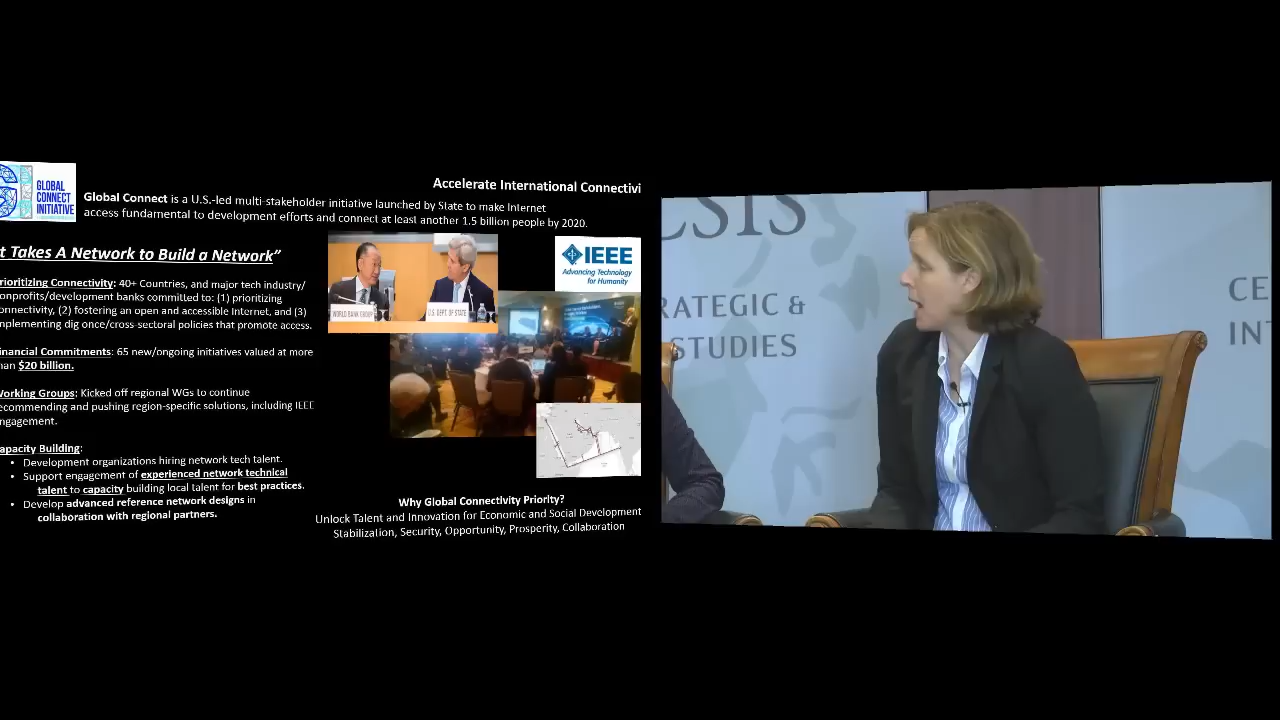 GLOBAL
CONNECT
INITIATIVE
Accelerate International Connectivi
Global Connect is a U.S.-led multi-stakeholder initiative launched by State to make Internet
access fundamental to development efforts and connect at least another 1.5 billion people by 2020.
t Takes A Network to Build a Network”
rioritizing Connectivity: 40+ Countries, and major tech industry/
onprofits/development banks committed to: (1) prioritizing
onnectivity, (2) fostering an open and accessible Internet, and (3)
mplementing dig once/cross-sectoral policies that promote access.
inancial Commitments: 65 new/ongoing initiatives valued at more
han $20 billion.
Working Groups: Kicked off regional WGs to continue
ecommending and pushing region-specific solutions, including IEEE
ngagement.
apacity Building:
• Development organizations hiring network tech talent.
• Support engagement of experienced network technical
talent to capacity building local talent for best practices.
• Develop advanced reference network designs in
collaboration with regional partners.
WORLD BANK GROUP
U.S. DEPT. OF STATE
IEEE
Advancing Technology
for Humanity
Why Global Connectivity Priority?
Unlock Talent and Innovation for Economic and Social Development
Stabilization, Security, Opportunity, Prosperity, Collaboration
CSIS
RATEGIC &
STUDIES
CE
INT